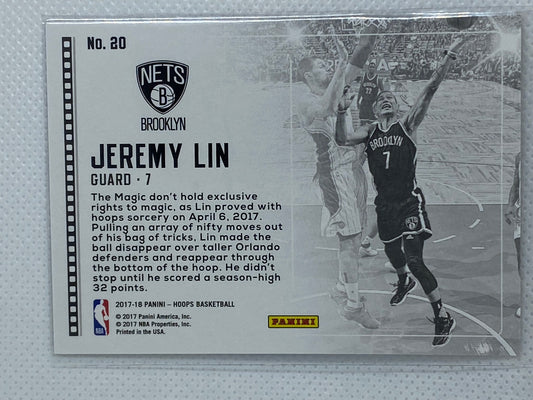 No. 20
NETS
B
BROOKLYN
JEREMY LIN
GUARD • 7
The Magic don't hold exclusive
rights to magic, as Lin proved with
hoops sorcery on April 6, 2017.
Pulling an array of nifty moves out
of his bag of tricks, Lin made the
ball disappear over taller Orlando
defenders and reappear through
the bottom of the hoop. He didn't
stop until he scored a season-high
32 points.
2017-18 PANINI – HOOPS BASKETBALL
© 2017 Panini America, Inc.
© 2017 NBA Properties, Inc.
Printed in the USA.
NBA
PANINI
BROOKLYN
7